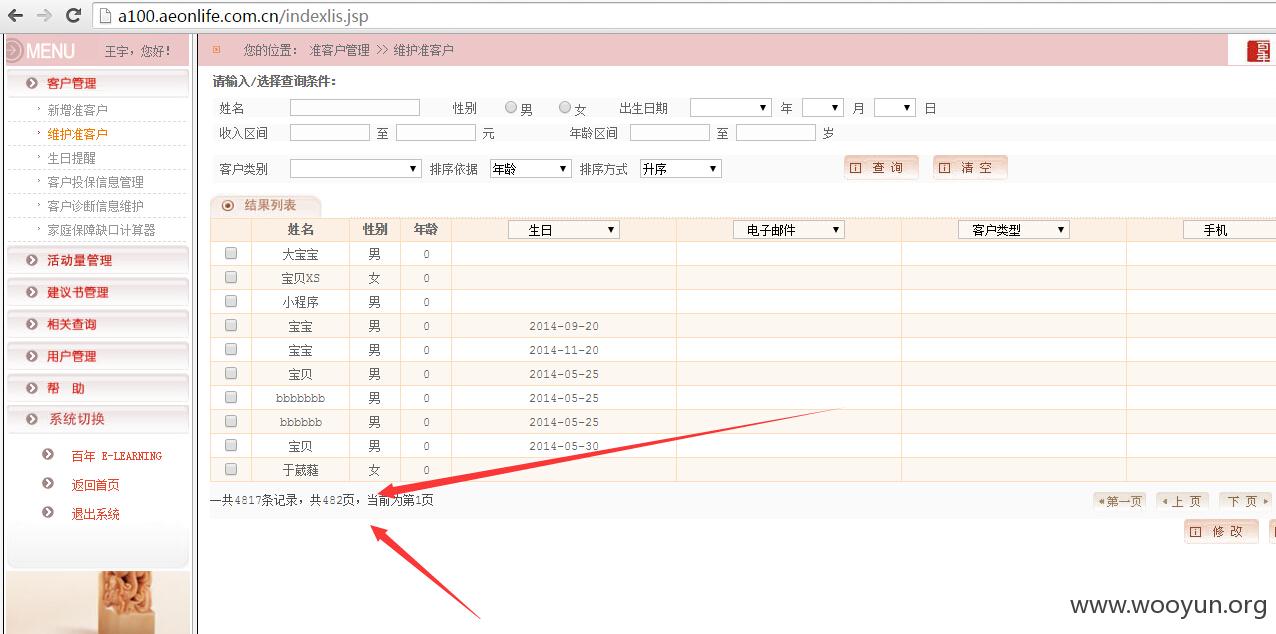 a100.aeonlife.com.cn/indexlis.jsp
MENU 王宇，您好！
您的位置： 准客户管理 >> 维护准客户
百年
客户管理
新增准客户
维护准客户
生日提醒
客户投保信息管理
客户诊断信息维护
家庭保障缺口计算器
活动量管理
建议书管理
相关查询
用户管理
帮 助
系统切换
百年 E-LEARNING
返回首页
退出系统
请输入/选择查询条件:
姓名 性别 男 女 出生日期 年 月 日
收入区间 至 元 年龄区间 至 岁
客户类别 排序依据 年龄 排序方式 升序 查 询 清 空
结果列表
姓名 性别 年龄 生日 电子邮件 客户类型 手机
大宝宝 男 0
宝贝XS 女 0
小程序 男 0
宝宝 男 0 2014-09-20
宝宝 男 0 2014-11-20
宝贝 男 0 2014-05-25
bbbbbbb 男 0 2014-05-25
bbbbbb 男 0 2014-05-25
宝贝 男 0 2014-05-30
于葳蕤 女 0
一共4817条记录，共482页，当前为第1页
第一页 上 页 下 页
修 改
www.wooyun.org